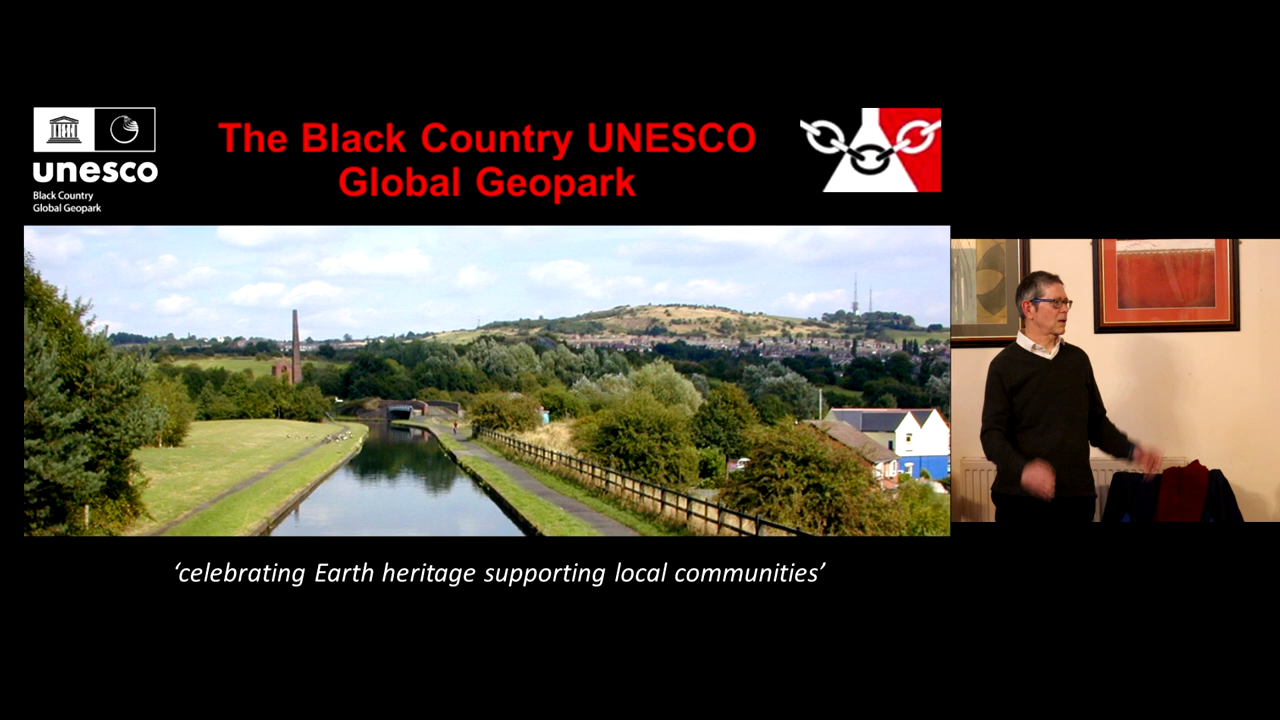 unesco
Black Country
Global Geopark
The Black Country UNESCO
Global Geopark
‘celebrating Earth heritage supporting local communities’